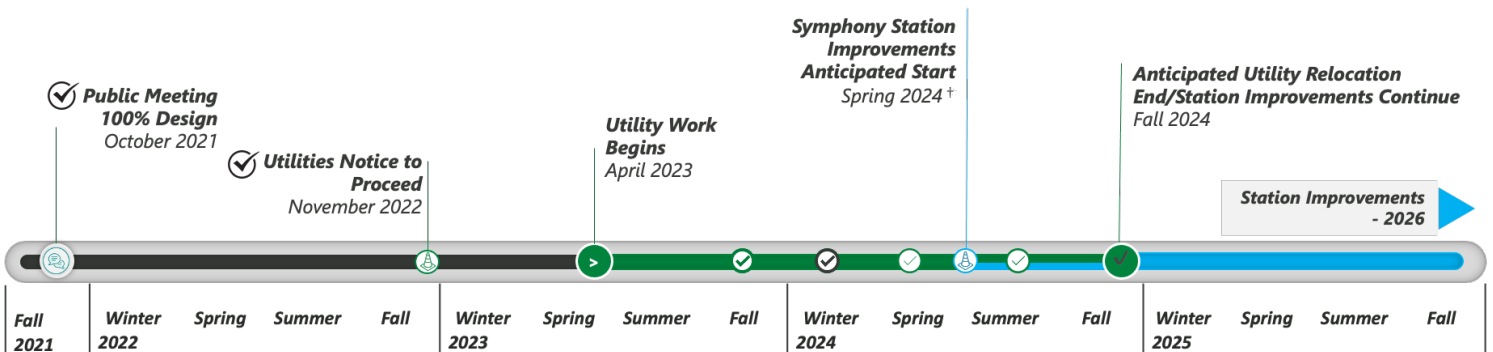 Public Meeting
100% Design
October 2021
Utilities Notice to
Proceed
November 2022
Utility Work
Begins
April 2023
Symphony Station
Improvements
Anticipated Start
Spring 2024†
Anticipated Utility Relocation
End/Station Improvements Continue
Fall 2024
Station Improvements
- 2026
>
Fall
2021
Winter Spring Summer Fall
2022
Winter Spring Summer Fall
2023
Winter Spring Summer Fall
2024
Winter Spring Summer Fall
2025